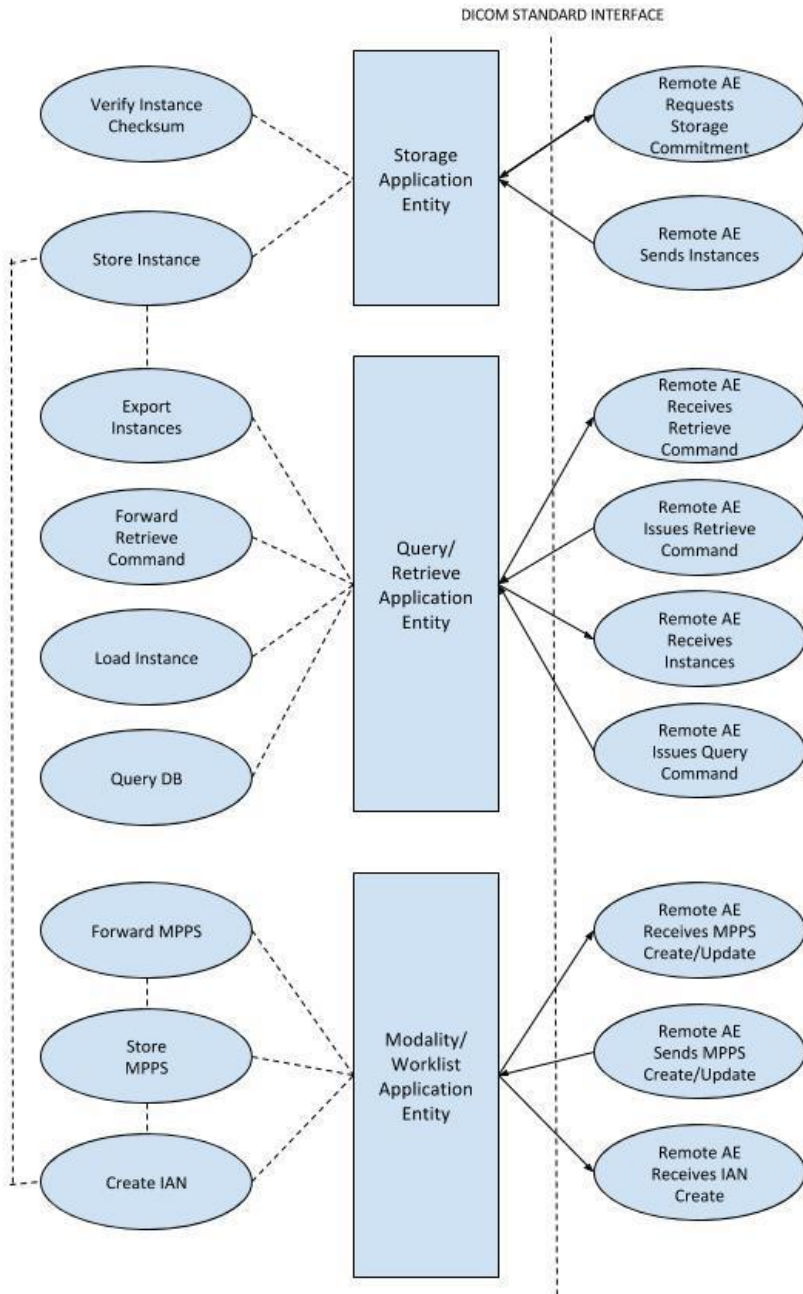 DICOM STANDARD INTERFACE
Verify Instance
Checksum
Store Instance
Storage
Application
Entity
Remote AE
Requests
Storage
Commitment
Remote AE
Sends Instances
Export
Instances
Forward
Retrieve
Command
Load Instance
Query DB
Query/
Retrieve
Application
Entity
Remote AE
Receives
Retrieve
Command
Remote AE
Issues Retrieve
Command
Remote AE
Receives
Instances
Remote AE
Issues Query
Command
Forward MPPS
Store
MPPS
Create IAN
Modality/
Worklist
Application
Entity
Remote AE
Receives MPPS
Create/Update
Remote AE
Sends MPPS
Create/Update
Remote AE
Receives IAN
Create